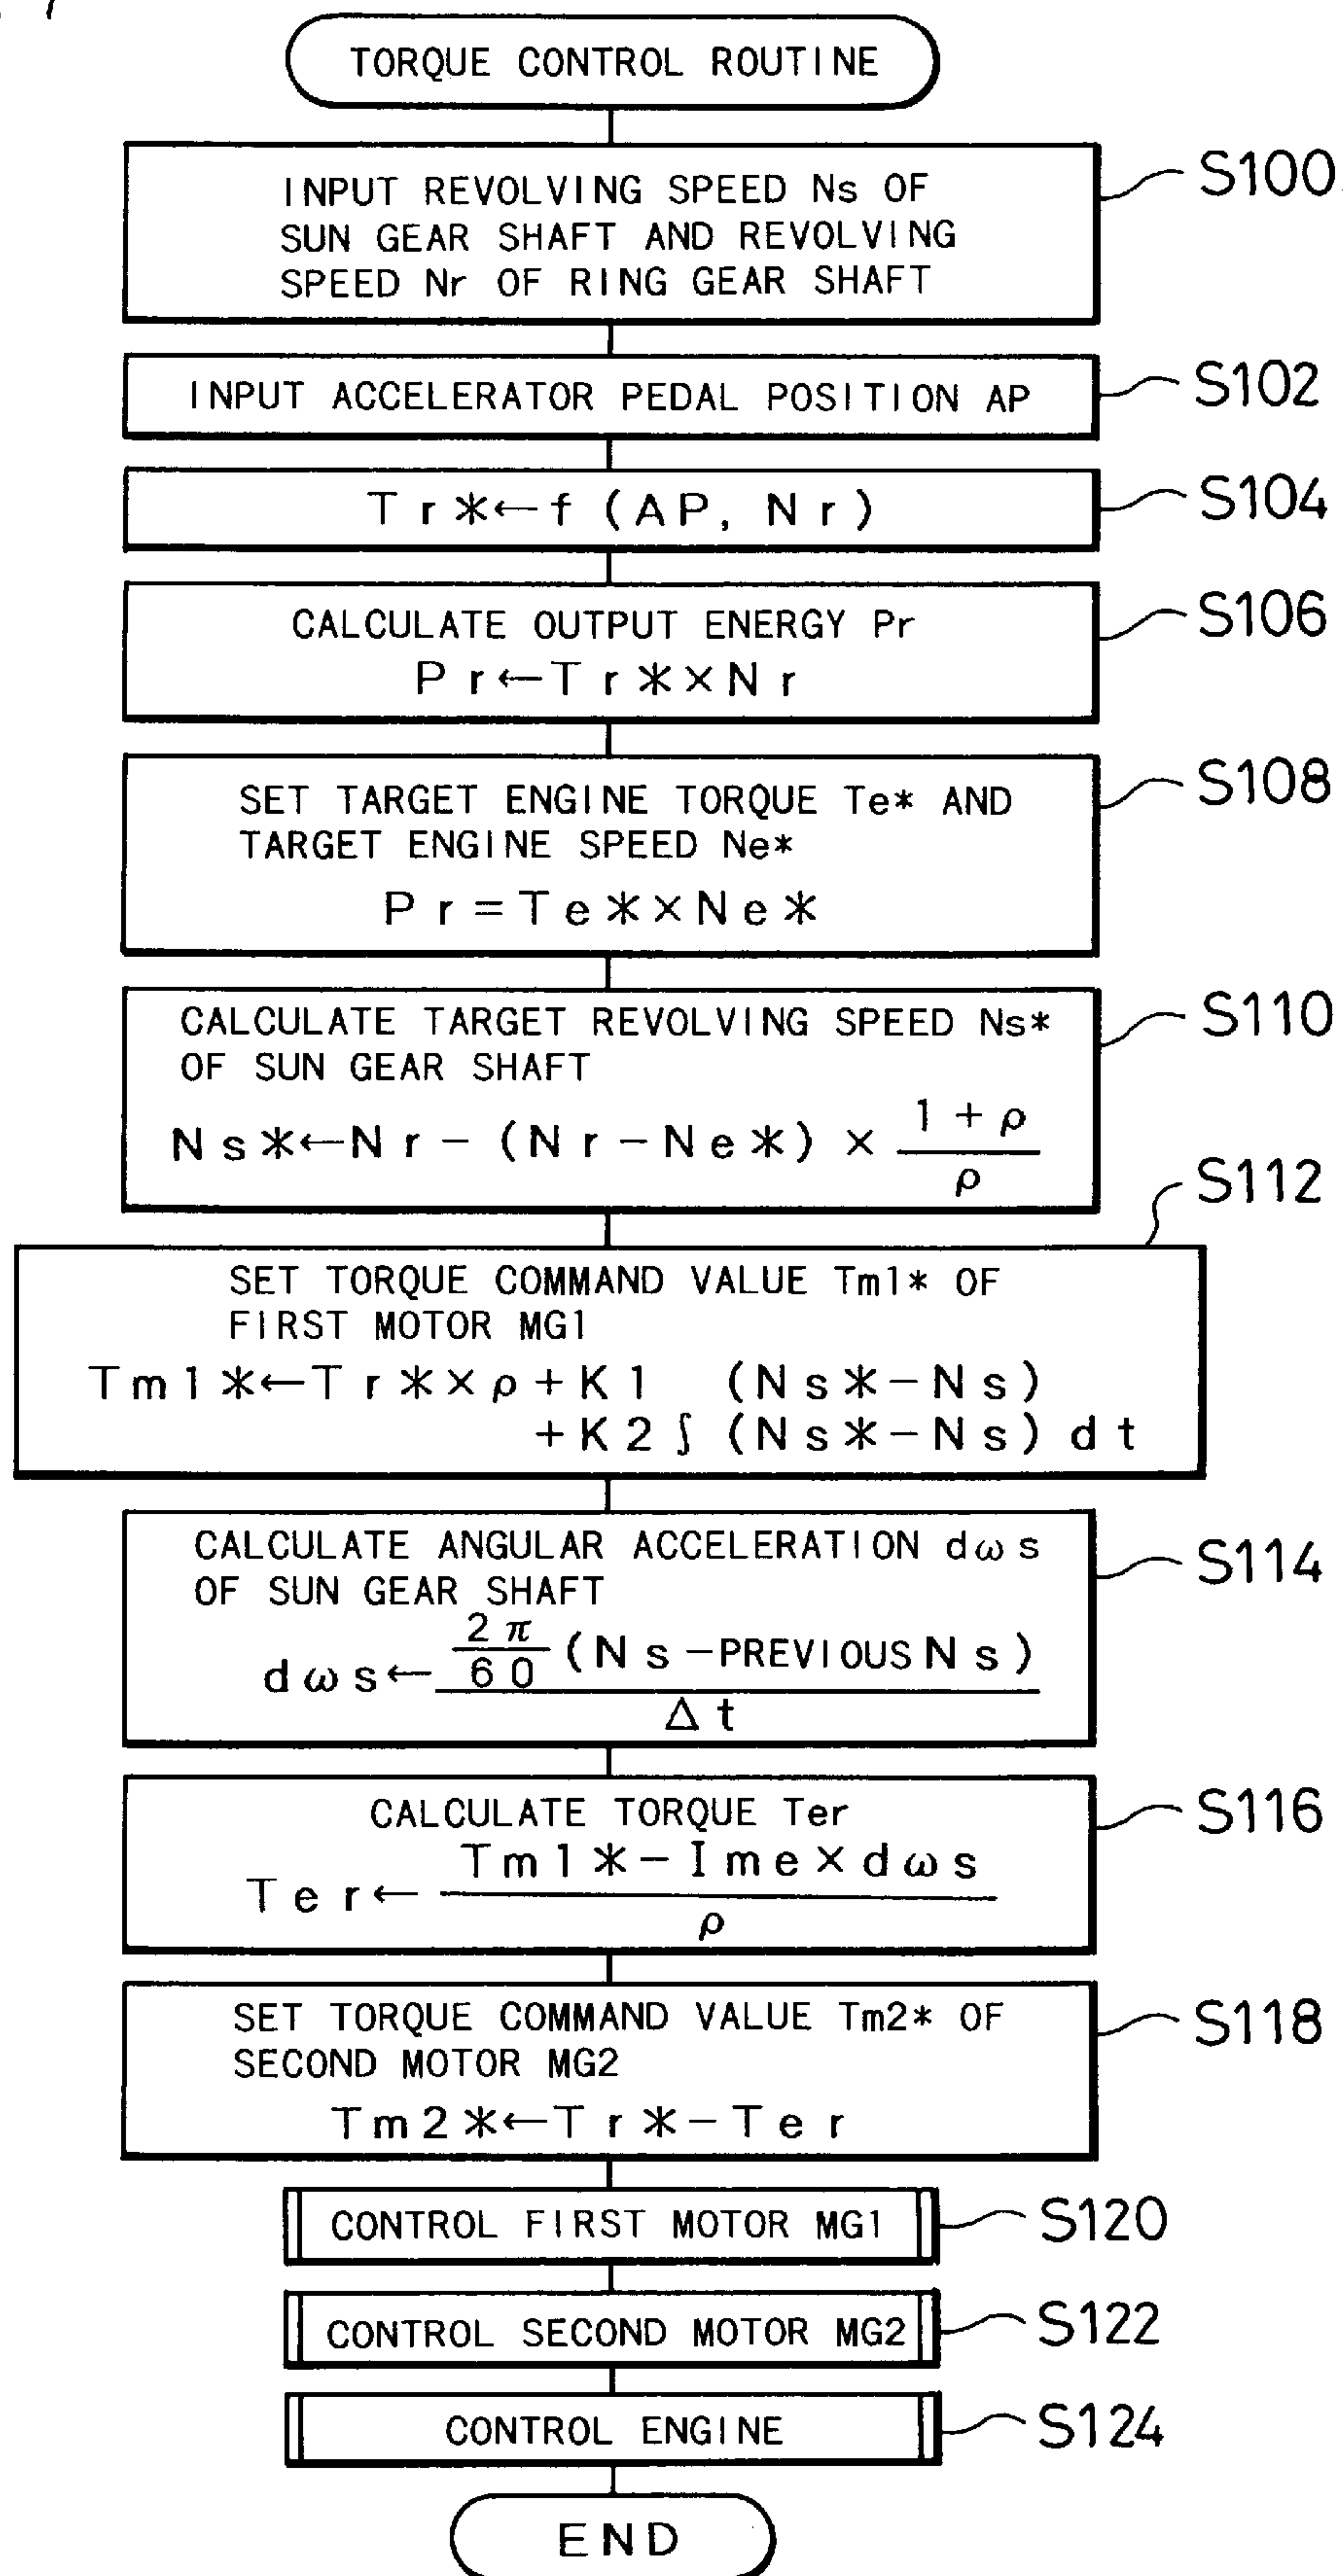 TORQUE CONTROL ROUTINE
INPUT REVOLVING SPEED Ns OF
SUN GEAR SHAFT AND REVOLVING
SPEED Nr OF RING GEAR SHAFT
S100
INPUT ACCELERATOR PEDAL POSITION AP
S102
Tr*←f (AP, Nr)
S104
CALCULATE OUTPUT ENERGY Pr
Pr←Tr*×Nr
S106
SET TARGET ENGINE TORQUE Te* AND
TARGET ENGINE SPEED Ne*
Pr=Te*×Ne*
S108
CALCULATE TARGET REVOLVING SPEED Ns*
OF SUN GEAR SHAFT
Ns*←Nr-(Nr-Ne*)× 1+ρ
ρ
S110
SET TORQUE COMMAND VALUE Tm1* OF
FIRST MOTOR MG1
Tm1*←Tr*×ρ+K1 (Ns*-Ns)
+K2∫(Ns*-Ns)dt
S112
CALCULATE ANGULAR ACCELERATION dωs
OF SUN GEAR SHAFT
dωs← 2π
60 (Ns-PREVIOUS Ns)
Δt
S114
CALCULATE TORQUE Ter
Ter← Tm1*-Ime×dωs
ρ
S116
SET TORQUE COMMAND VALUE Tm2* OF
SECOND MOTOR MG2
Tm2*←Tr*-Ter
S118
CONTROL FIRST MOTOR MG1
S120
CONTROL SECOND MOTOR MG2
S122
CONTROL ENGINE
S124
END